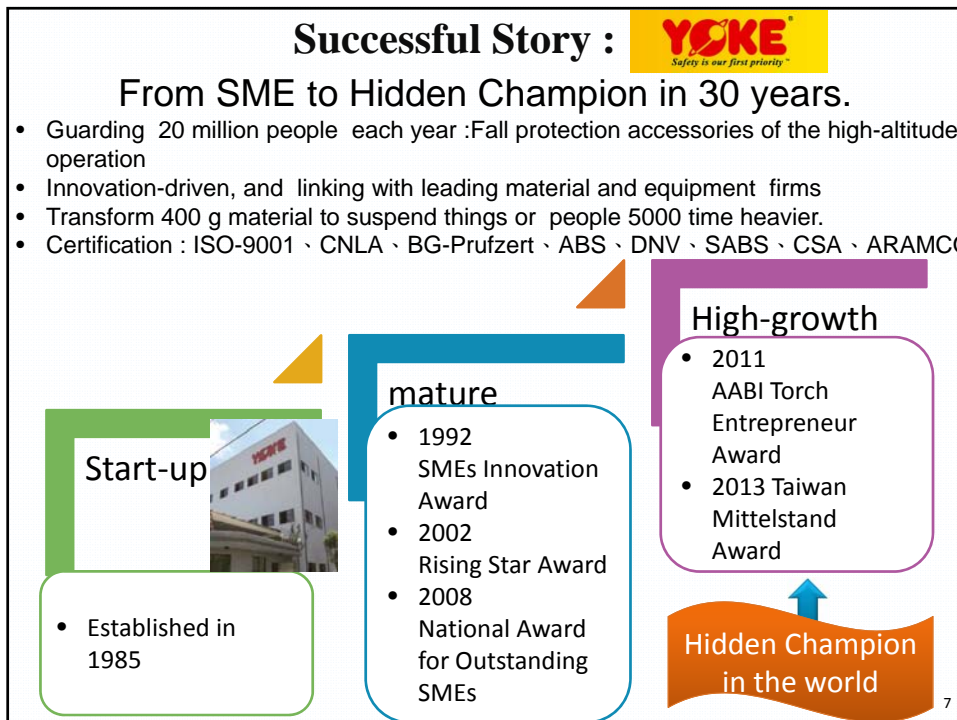 Successful Story :
YOKE®
Safety is our first priority ™
From SME to Hidden Champion in 30 years.
• Guarding 20 million people each year :Fall protection accessories of the high-altitude
operation
• Innovation-driven, and linking with leading material and equipment firms
• Transform 400 g material to suspend things or people 5000 time heavier.
• Certification : ISO-9001、CNLA、BG-Prufzert、ABS、DNV、SABS、CSA、ARAMCO
Start-up
YOKE
• Established in
1985
mature
• 1992
SMEs Innovation
Award
• 2002
Rising Star Award
• 2008
National Award
for Outstanding
SMEs
High-growth
• 2011
AABI Torch
Entrepreneur
Award
• 2013 Taiwan
Mittelstand
Award
Hidden Champion
in the world
7